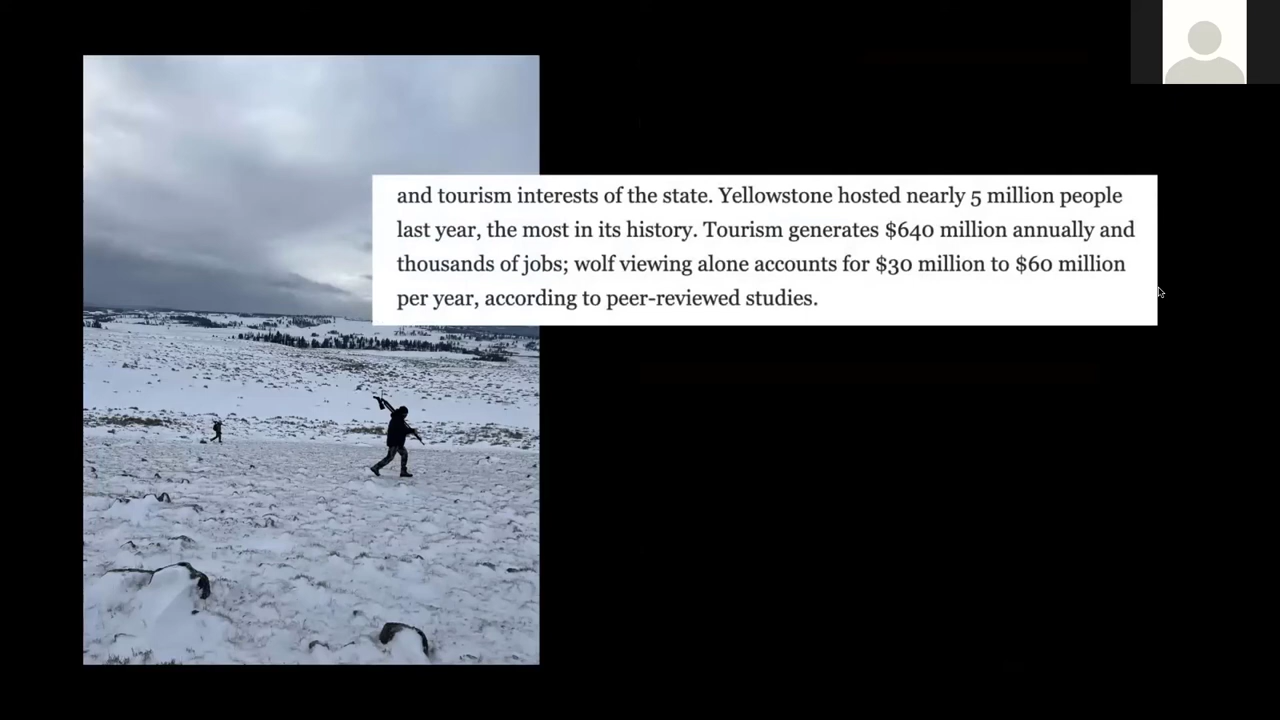 and tourism interests of the state. Yellowstone hosted nearly 5 million people
last year, the most in its history. Tourism generates $640 million annually and
thousands of jobs; wolf viewing alone accounts for $30 million to $60 million
per year, according to peer-reviewed studies.